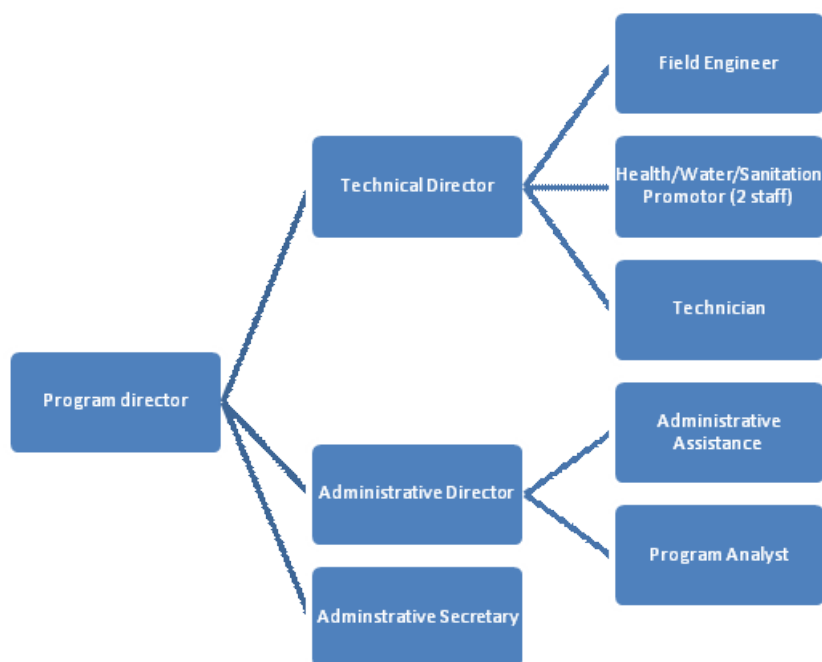 Field Engineer
Technical Director
Health/Water/Sanitation
Promotor (2 staff)
Technician
Program director
Administrative
Assistance
Administrative Director
Program Analyst
Adminstrative Secretary